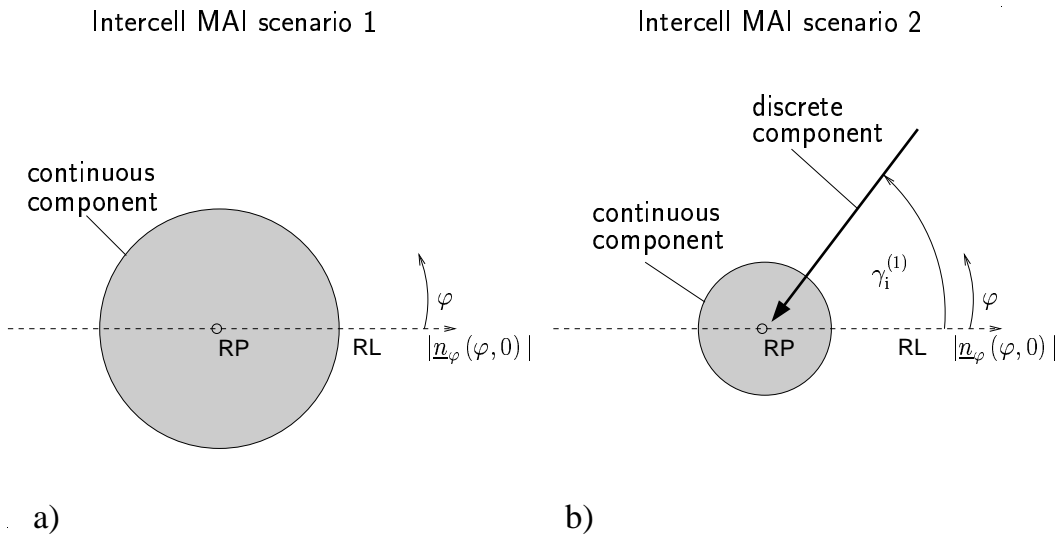 Intercell MAI scenario 1
continuous
component
φ
RP
RL
|n_φ (φ, 0) |
a)
Intercell MAI scenario 2
discrete
component
continuous
component
γ_i^(1)
φ
RP
RL
|n_φ (φ, 0) |
b)